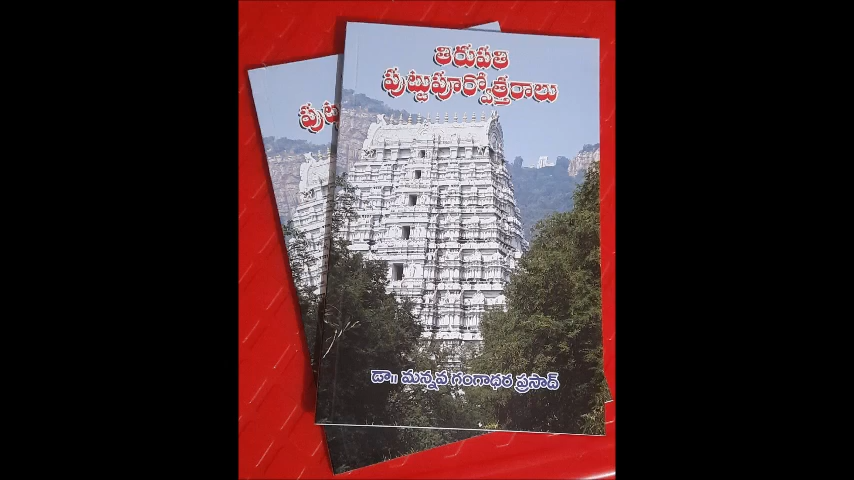 తిరుపతి
పుట్టుపూర్వోత్తరాలు
డా॥ మన్నవ గంగాధర ప్రసాద్
పుట్ట